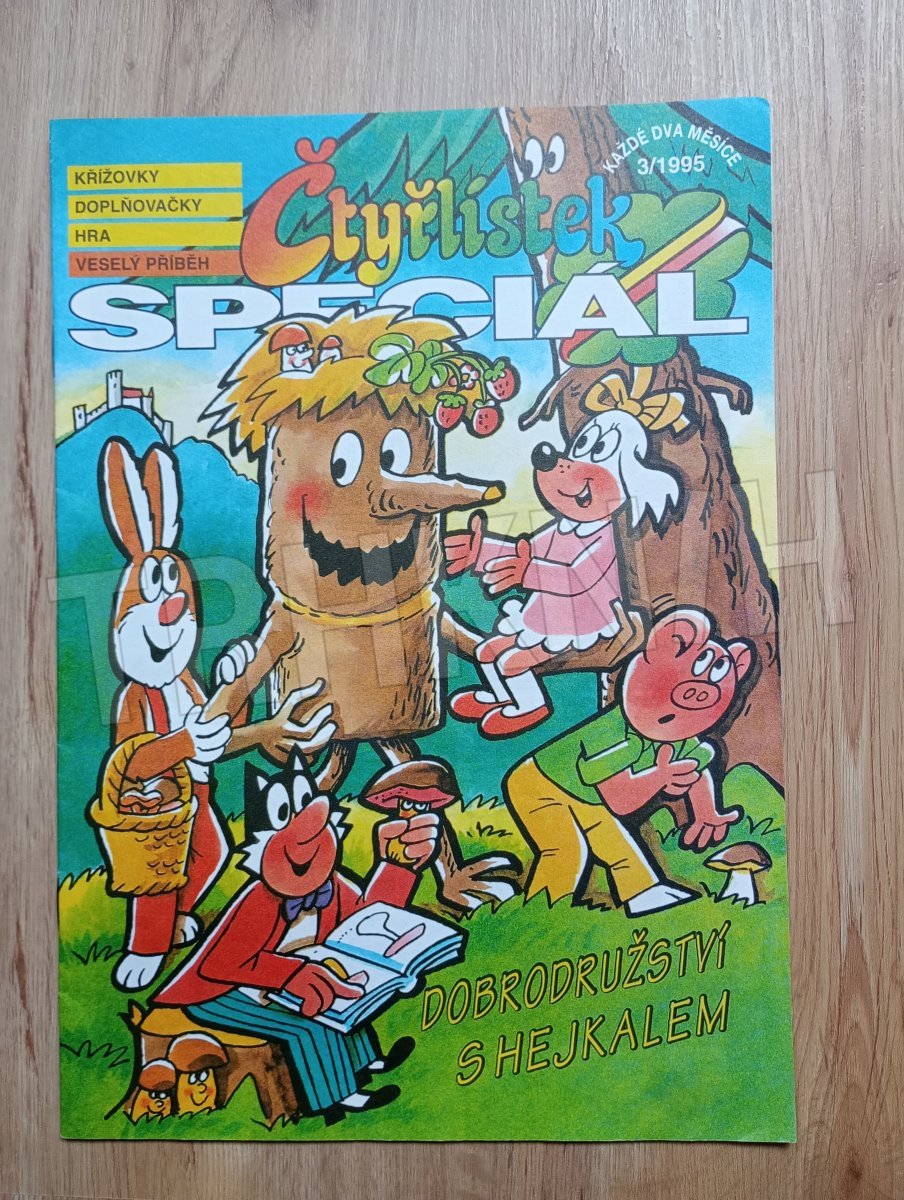 KŘÍŽOVKY
DOPLŇOVAČKY
HRA
VESELÝ PŘÍBĚH
KAŽDÉ DVA MĚSÍCE
3/1995
Čtyřlístek
SPECIÁL
DOBRODRUŽSTVÍ
S HEJKALEM